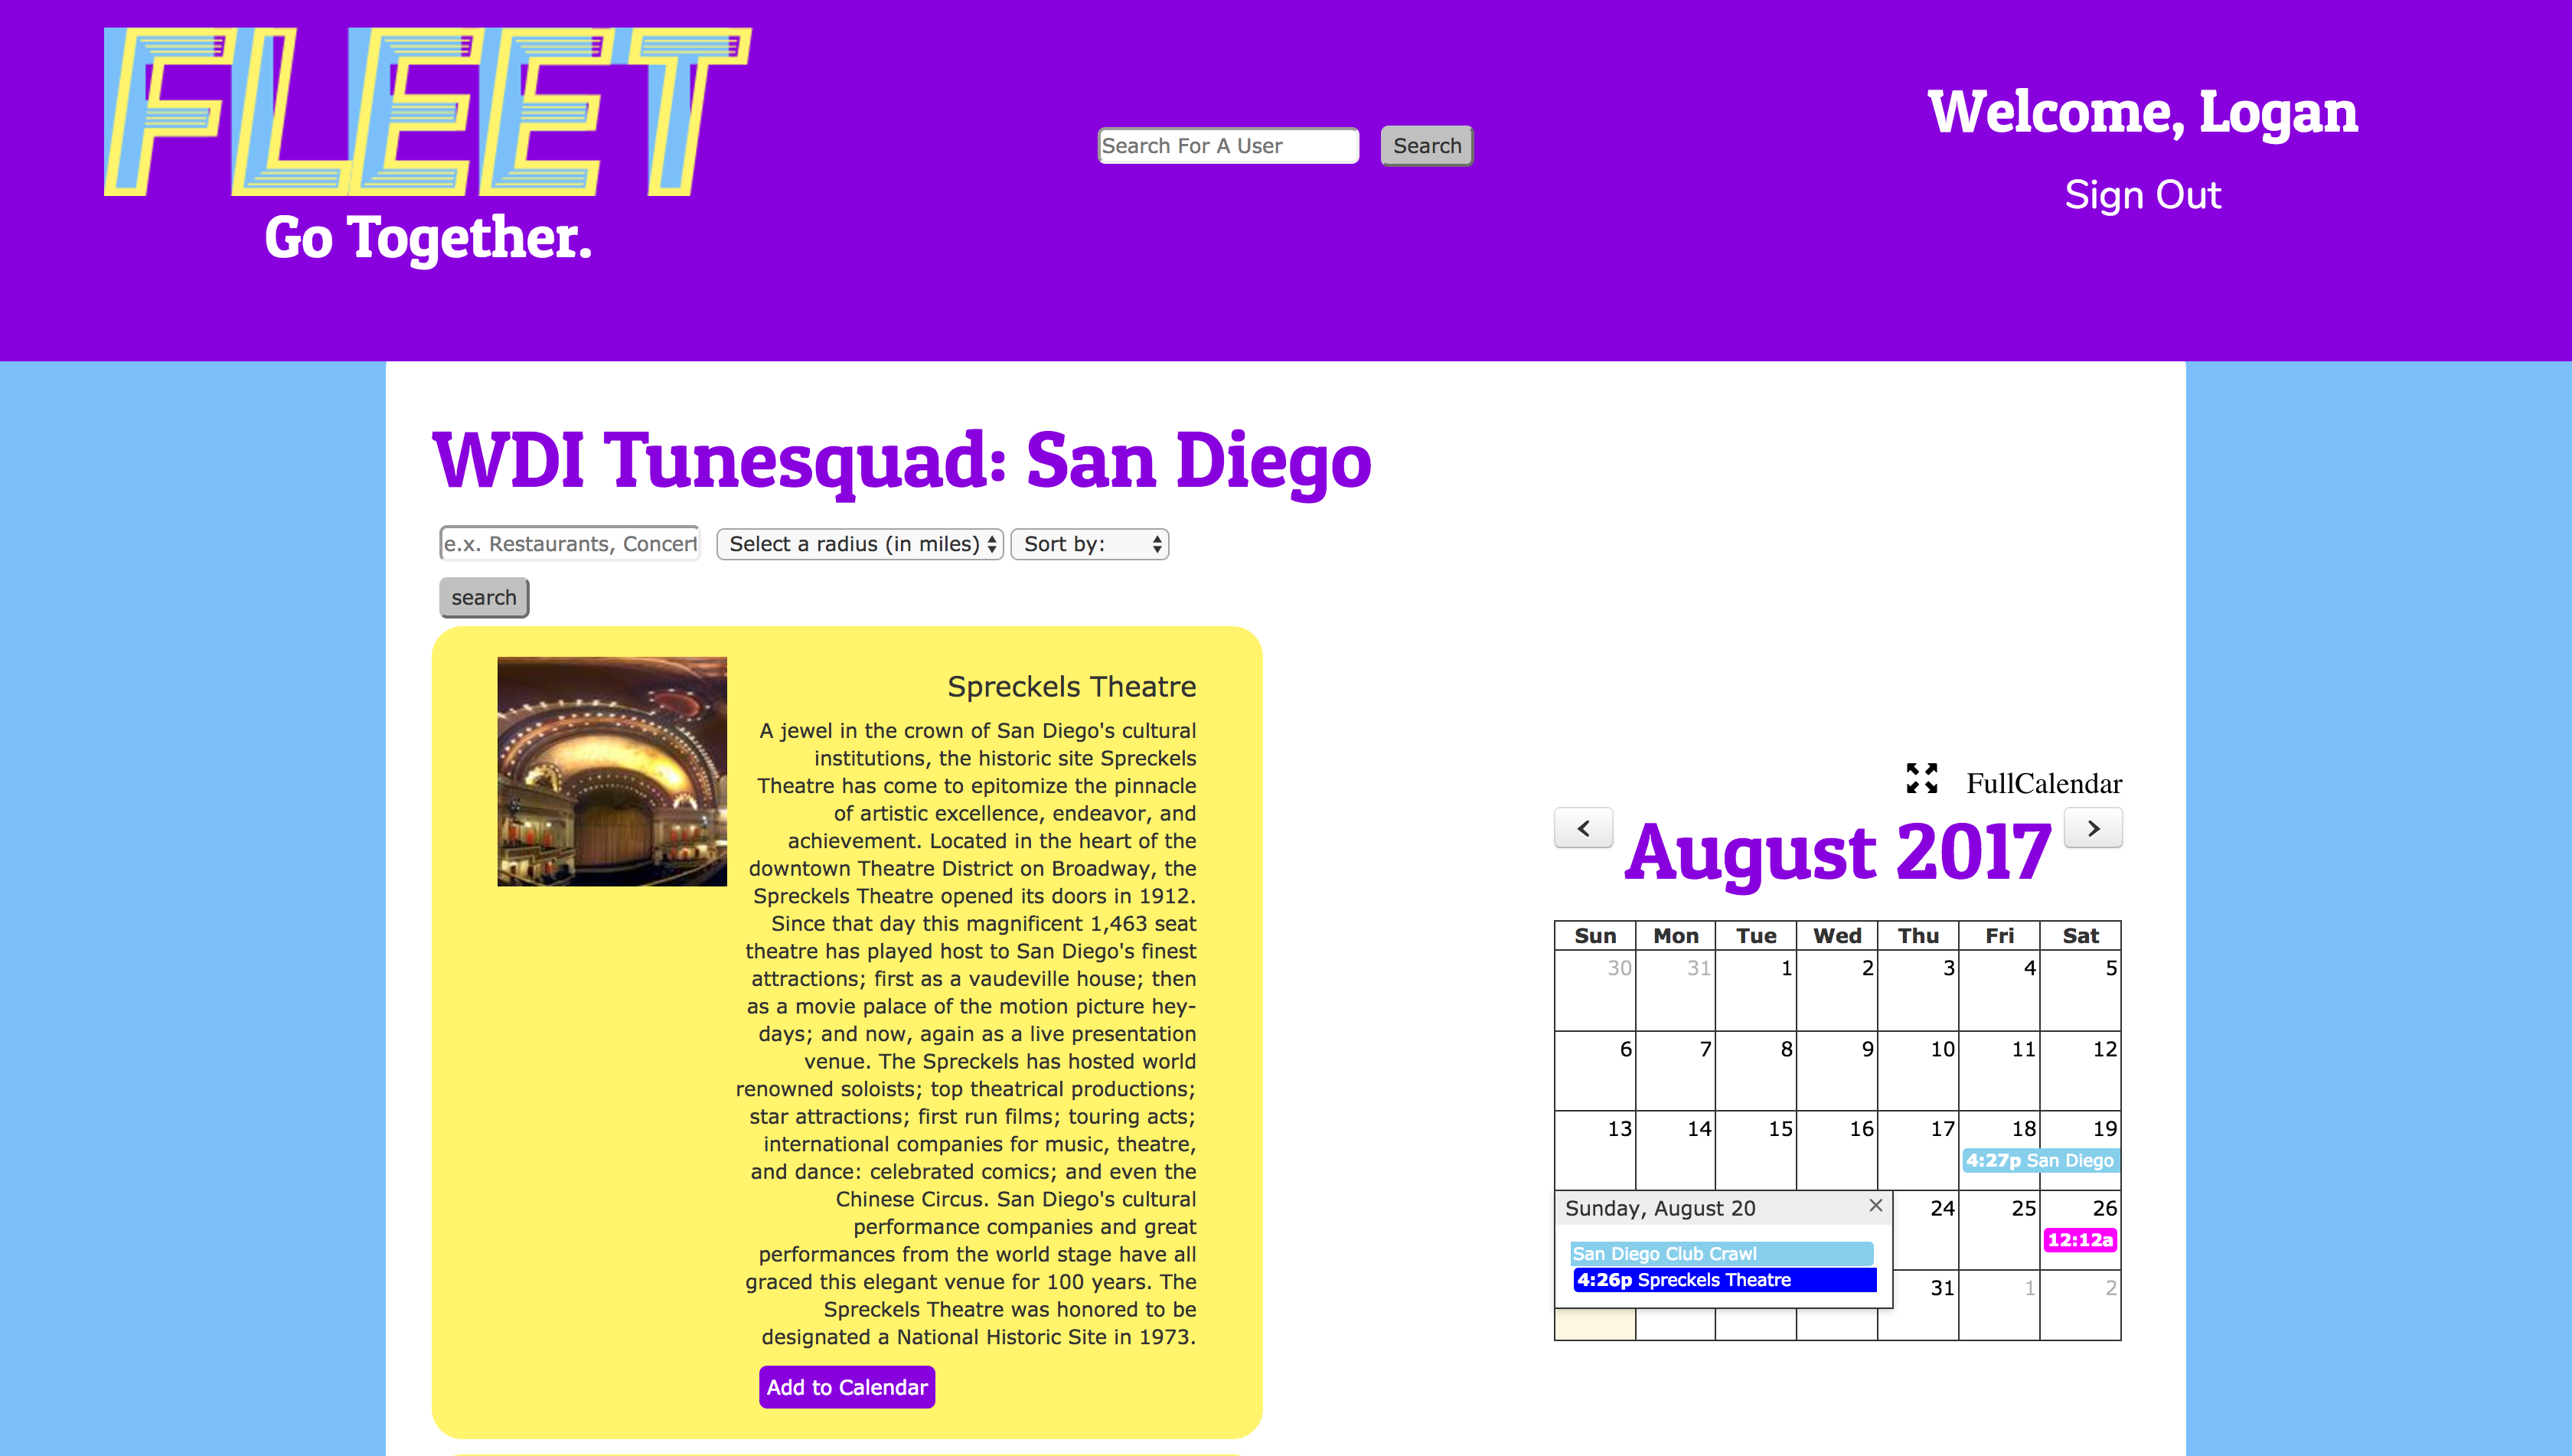 FLEET
Go Together.
Search For A User
Search
Welcome, Logan
Sign Out
WDI Tunesquad: San Diego
e.x. Restaurants, Concert
Select a radius (in miles)
Sort by:
search
Spreckels Theatre
A jewel in the crown of San Diego's cultural
institutions, the historic site Spreckels
Theatre has come to epitomize the pinnacle
of artistic excellence, endeavor, and
achievement. Located in the heart of the
downtown Theatre District on Broadway, the
Spreckels Theatre opened its doors in 1912.
Since that day this magnificent 1,463 seat
theatre has played host to San Diego's finest
attractions; first as a vaudeville house; then
as a movie palace of the motion picture hey-
days; and now, again as a live presentation
venue. The Spreckels has hosted world
renowned soloists; top theatrical productions;
star attractions; first run films; touring acts;
international companies for music, theatre,
and dance: celebrated comics; and even the
Chinese Circus. San Diego's cultural
performance companies and great
performances from the world stage have all
graced this elegant venue for 100 years. The
Spreckels Theatre was honored to be
designated a National Historic Site in 1973.
Add to Calendar
FullCalendar
August 2017
Sun Mon Tue Wed Thu Fri Sat
30 31 1 2 3 4 5
6 7 8 9 10 11 12
13 14 15 16 17 18 19
4:27p San Diego
Sunday, August 20 ×
24 25 26
San Diego Club Crawl
12:12a
4:26p Spreckels Theatre
31 1 2